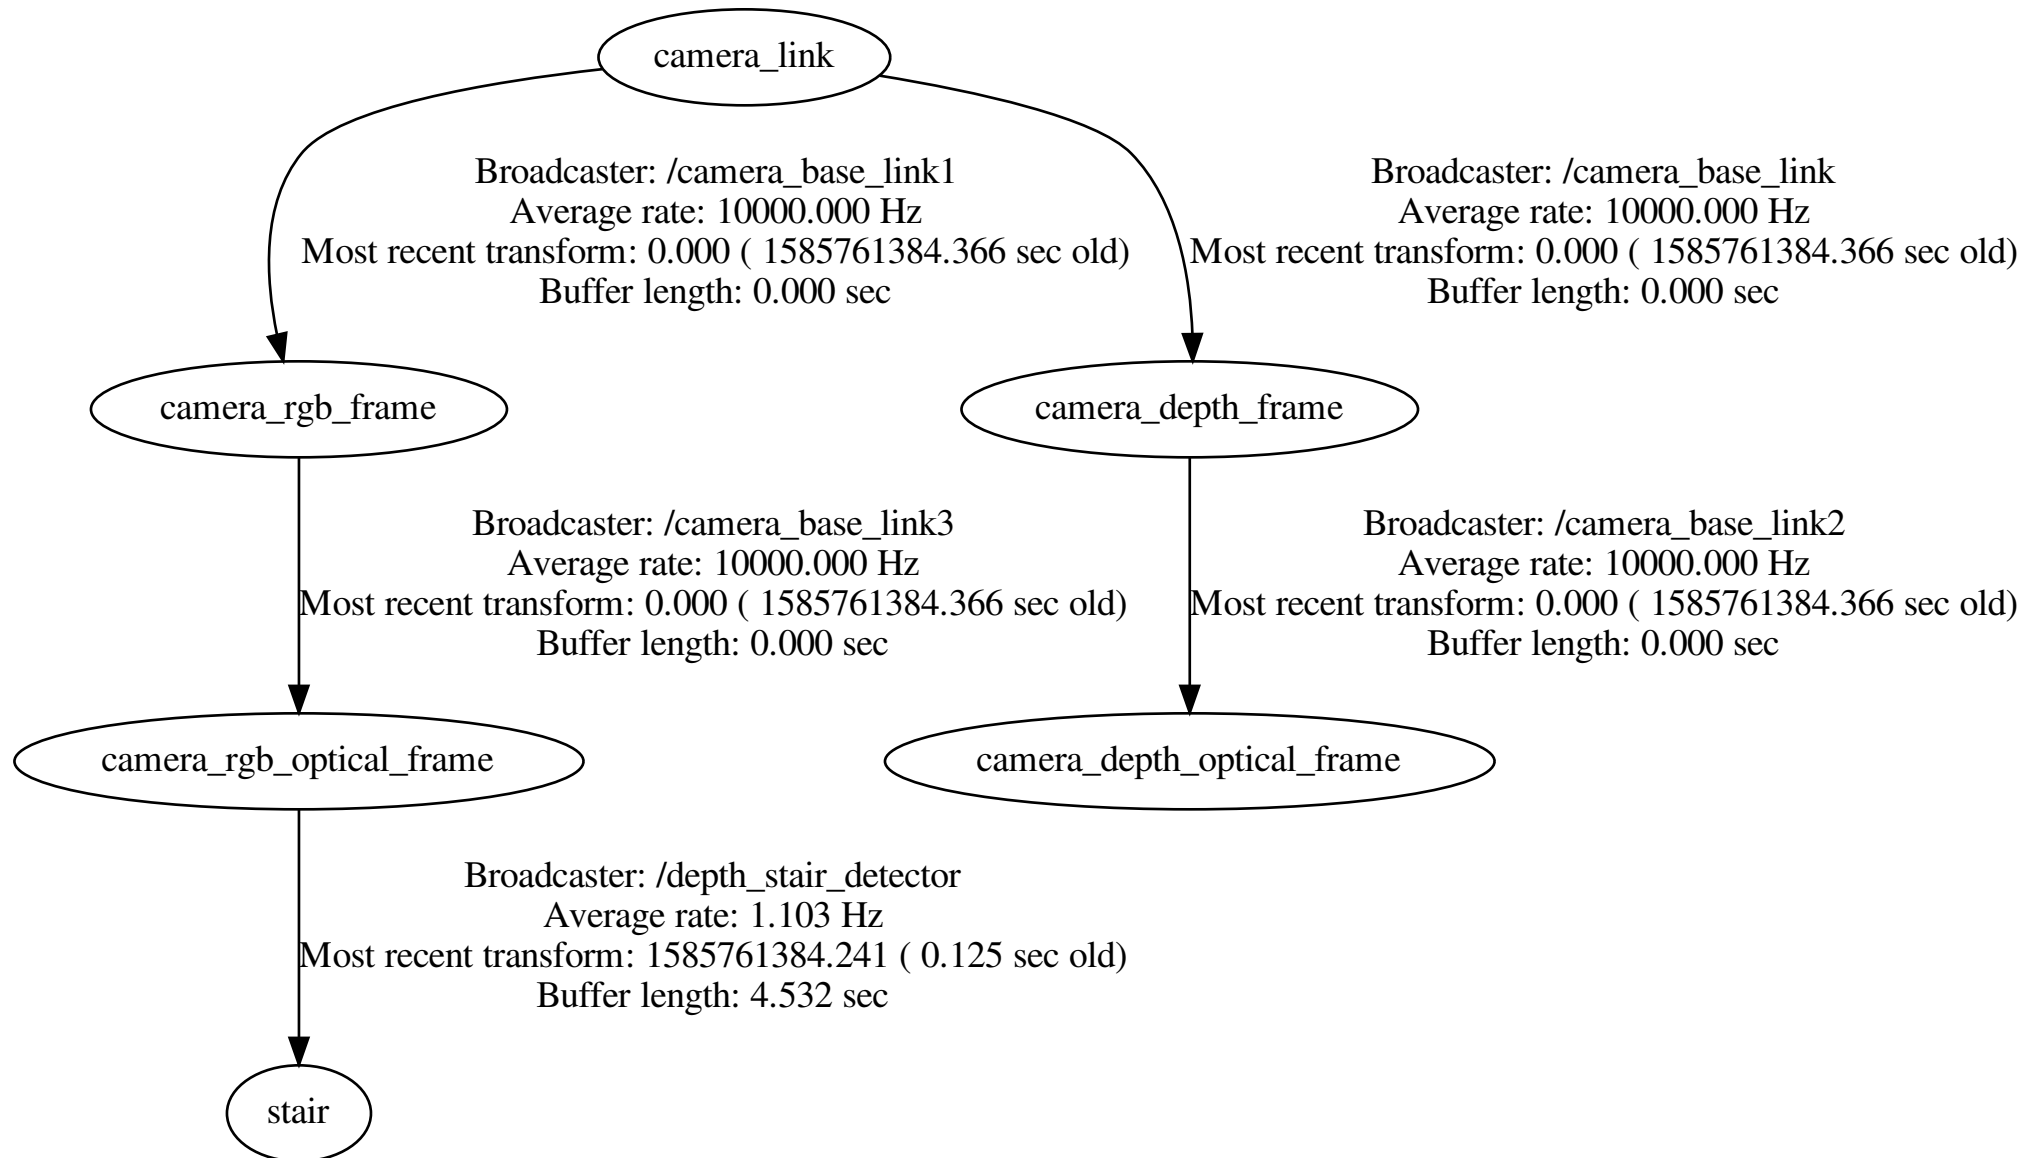 camera_link
Broadcaster: /camera_base_link1
Average rate: 10000.000 Hz
Most recent transform: 0.000 ( 1585761384.366 sec old)
Buffer length: 0.000 sec
Broadcaster: /camera_base_link
Average rate: 10000.000 Hz
Most recent transform: 0.000 ( 1585761384.366 sec old)
Buffer length: 0.000 sec
camera_rgb_frame
camera_depth_frame
Broadcaster: /camera_base_link3
Average rate: 10000.000 Hz
Most recent transform: 0.000 ( 1585761384.366 sec old)
Buffer length: 0.000 sec
Broadcaster: /camera_base_link2
Average rate: 10000.000 Hz
Most recent transform: 0.000 ( 1585761384.366 sec old)
Buffer length: 0.000 sec
camera_rgb_optical_frame
camera_depth_optical_frame
Broadcaster: /depth_stair_detector
Average rate: 1.103 Hz
Most recent transform: 1585761384.241 ( 0.125 sec old)
Buffer length: 4.532 sec
stair